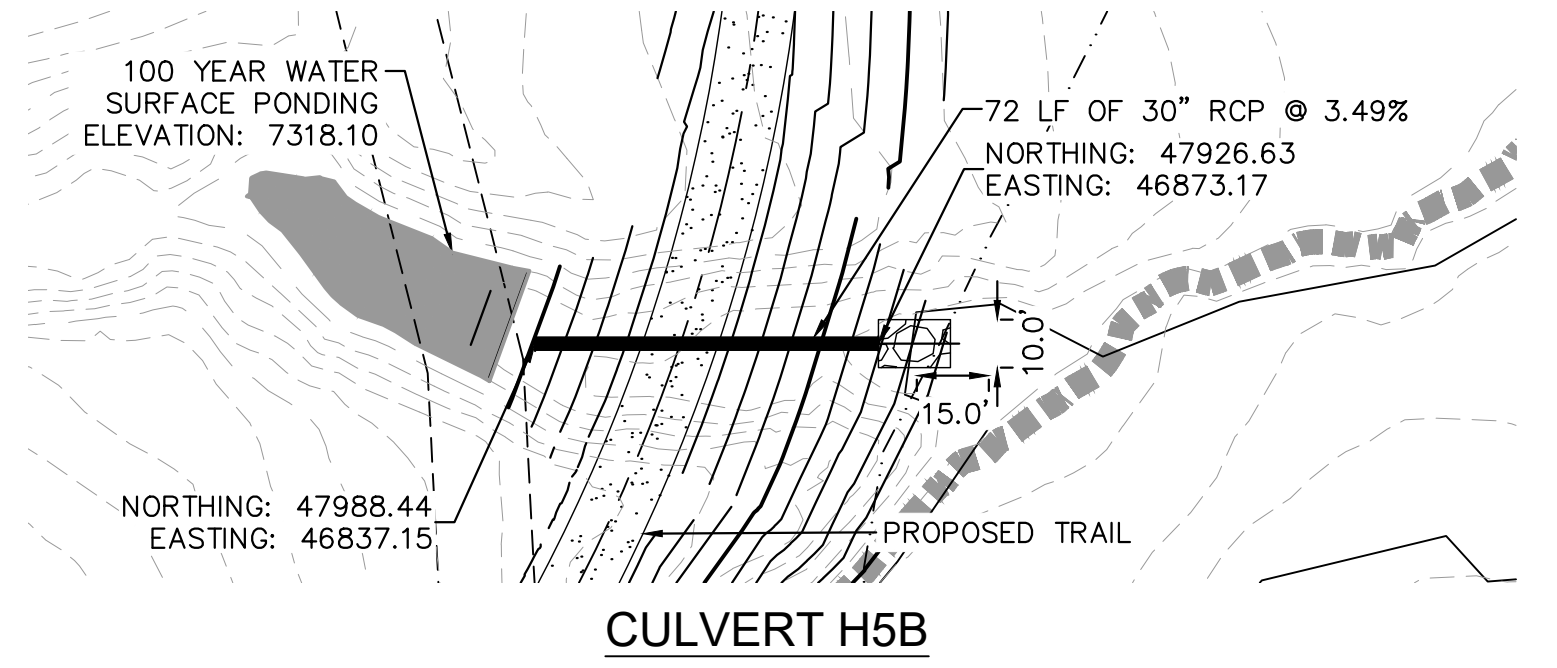 100 YEAR WATER
SURFACE PONDING
ELEVATION: 7318.10
72 LF OF 30” RCP @ 3.49%
NORTHING: 47926.63
EASTING: 46873.17
10.0'
15.0'
NORTHING: 47988.44
EASTING: 46837.15
PROPOSED TRAIL
CULVERT H5B